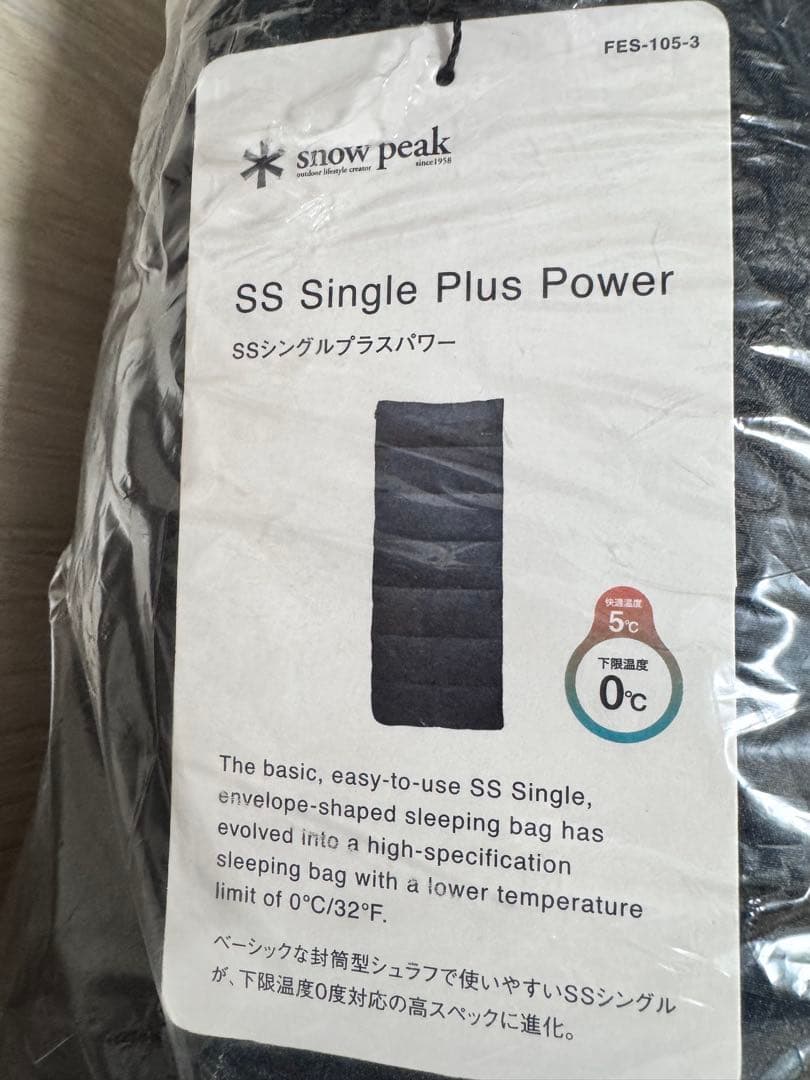 FES-105-3
snow peak
outdoor lifestyle creator since1958
SS Single Plus Power
SSシングルプラスパワー
快適温度
5℃
下限温度
0℃
The basic, easy-to-use SS Single,
envelope-shaped sleeping bag has
evolved into a high-specification
sleeping bag with a lower temperature
limit of 0°C/32°F.
ベーシックな封筒型シュラフで使いやすいSSシングル
が、下限温度0度対応の高スペックに進化。